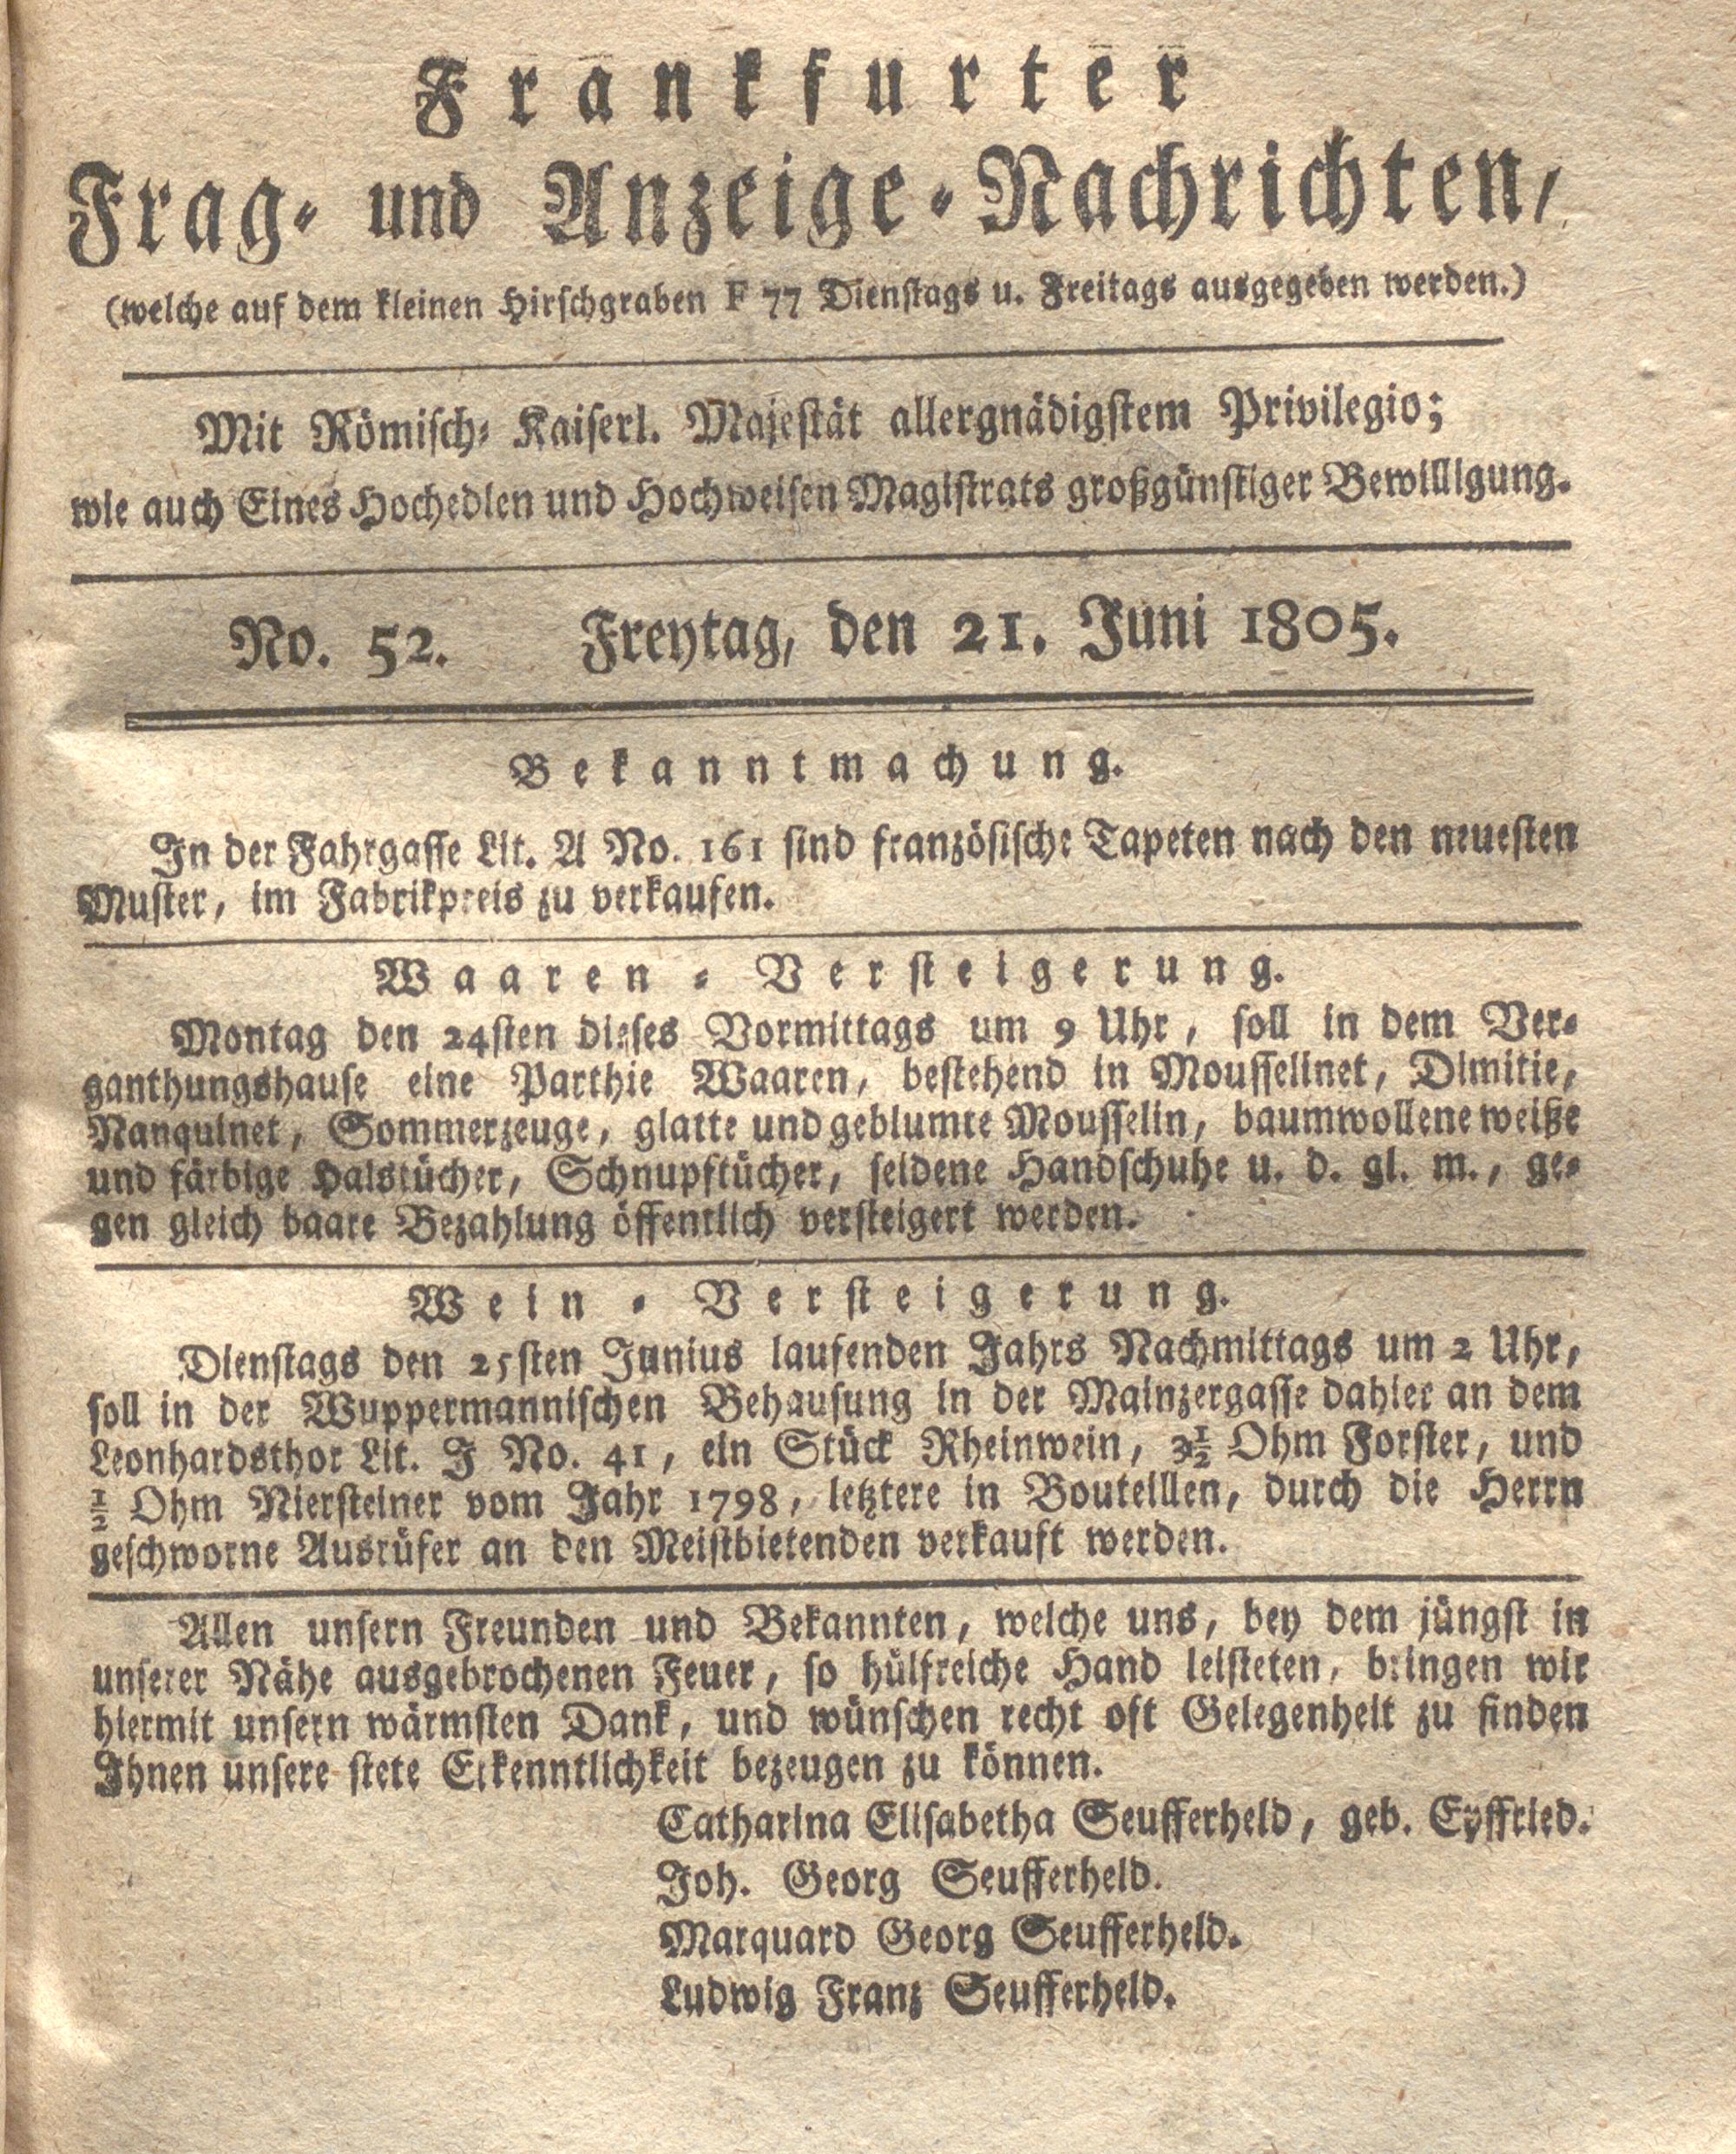 Frankfurter
Frag- und Anzeige-Nachrichten,
(welche auf dem kleinen Hirschgraben F 77 Dienstags u. Freitags ausgegeben werden.)
Mit Römisch- Kaiserl. Majestät allergnädigstem Privilegio;
wie auch Eines Hochedlen und Hochweisen Magistrats großgünstiger Bewilligung.
No. 52. Freytag, den 21. Juni 1805.
Bekanntmachung.
In der Fahrgasse Lit. A No. 161 sind französische Tapeten nach den neuesten
Muster, im Fabrikpreis zu verkaufen.
Waaren-Versteigerung.
Montag den 24sten dieses Vormittags um 9 Uhr, soll in dem Ver-
ganthungshause eine Parthie Waaren, bestehend in Mousselinet, Dimitie,
Nanquinet, Sommerzeuge, glatte und geblumte Mousselin, baumwollene weiße
und färbige Halstücher, Schnupftücher, seidene Handschuhe u. d. gl. m., ge-
gen gleich baare Bezahlung öffentlich versteigert werden.
Wein-Versteigerung.
Dienstags den 25sten Junius laufenden Jahrs Nachmittags um 2 Uhr,
soll in der Wuppermannischen Behausung in der Mainzergasse dahier an dem
Leonhardsthor Lit. J No. 41, ein Stück Rheinwein, 3½ Ohm Forster, und
½ Ohm Niersteiner vom Jahr 1798, letztere in Bouteillen, durch die Herrn
geschworne Ausrüfer an den Meistbietenden verkauft werden.
Allen unsern Freunden und Bekannten, welche uns, bey dem jüngst in
unserer Nähe ausgebrochenen Feuer, so hülfreiche Hand leisteten, bringen wir
hiermit unsern wärmsten Dank, und wünschen recht oft Gelegenheit zu finden
Ihnen unsere stete Erkenntlichkeit bezeugen zu können.
Catharina Elisabetha Seufferheld, geb. Eyffried.
Joh. Georg Seufferheld.
Marquard Georg Seufferheld.
Ludwig Franz Seufferheld.